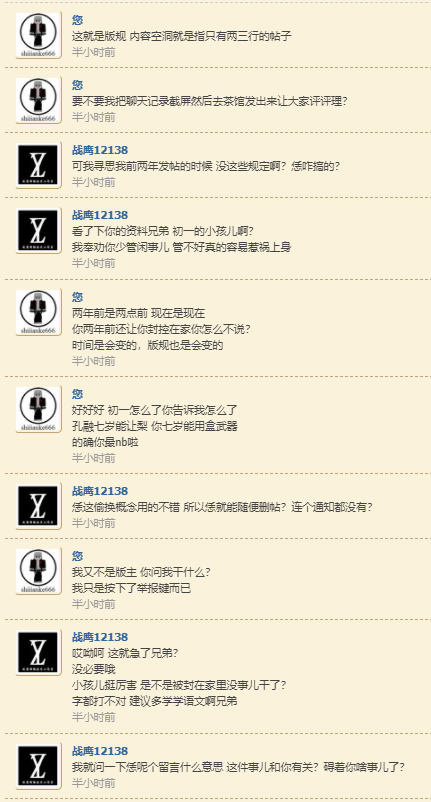 您
这就是版规 内容空洞就是指只有两三行的帖子
半小时前
shiiianke666
您
要不要我把聊天记录截屏然后去茶馆发出来让大家评评理?
半小时前
shiiianke666
战鹰12138
可我寻思我前两年发帖的时候 没这些规定啊? 恁咋搞的?
半小时前
战鹰12138
看了下你的资料兄弟 初一的小孩儿啊?
我奉劝你少管闲事儿 管不好真的容易惹祸上身
半小时前
您
两年前是两点前 现在是现在
你两年前还让你封控在家你怎么不说?
时间是会变的，版规也是会变的
半小时前
shiiianke666
您
好好好 初一怎么了你告诉我怎么了
孔融七岁能让梨 你七岁能用盒武器
的确你最nb啦
半小时前
shiiianke666
战鹰12138
恁这偷换概念用的不错 所以恁就能随便删帖? 连个通知都没有?
半小时前
您
我又不是版主 你问我干什么?
我只是按下了举报键而已
半小时前
shiiianke666
战鹰12138
哎呦呵 这就急了兄弟?
没必要哦
小孩儿挺厉害 是不是被封在家里没事儿干了?
字都打不对 建议多学学语文啊兄弟
半小时前
战鹰12138
我就问一下恁呢个留言什么意思 这件事儿和你有关? 碍着你啥事儿了?
半小时前